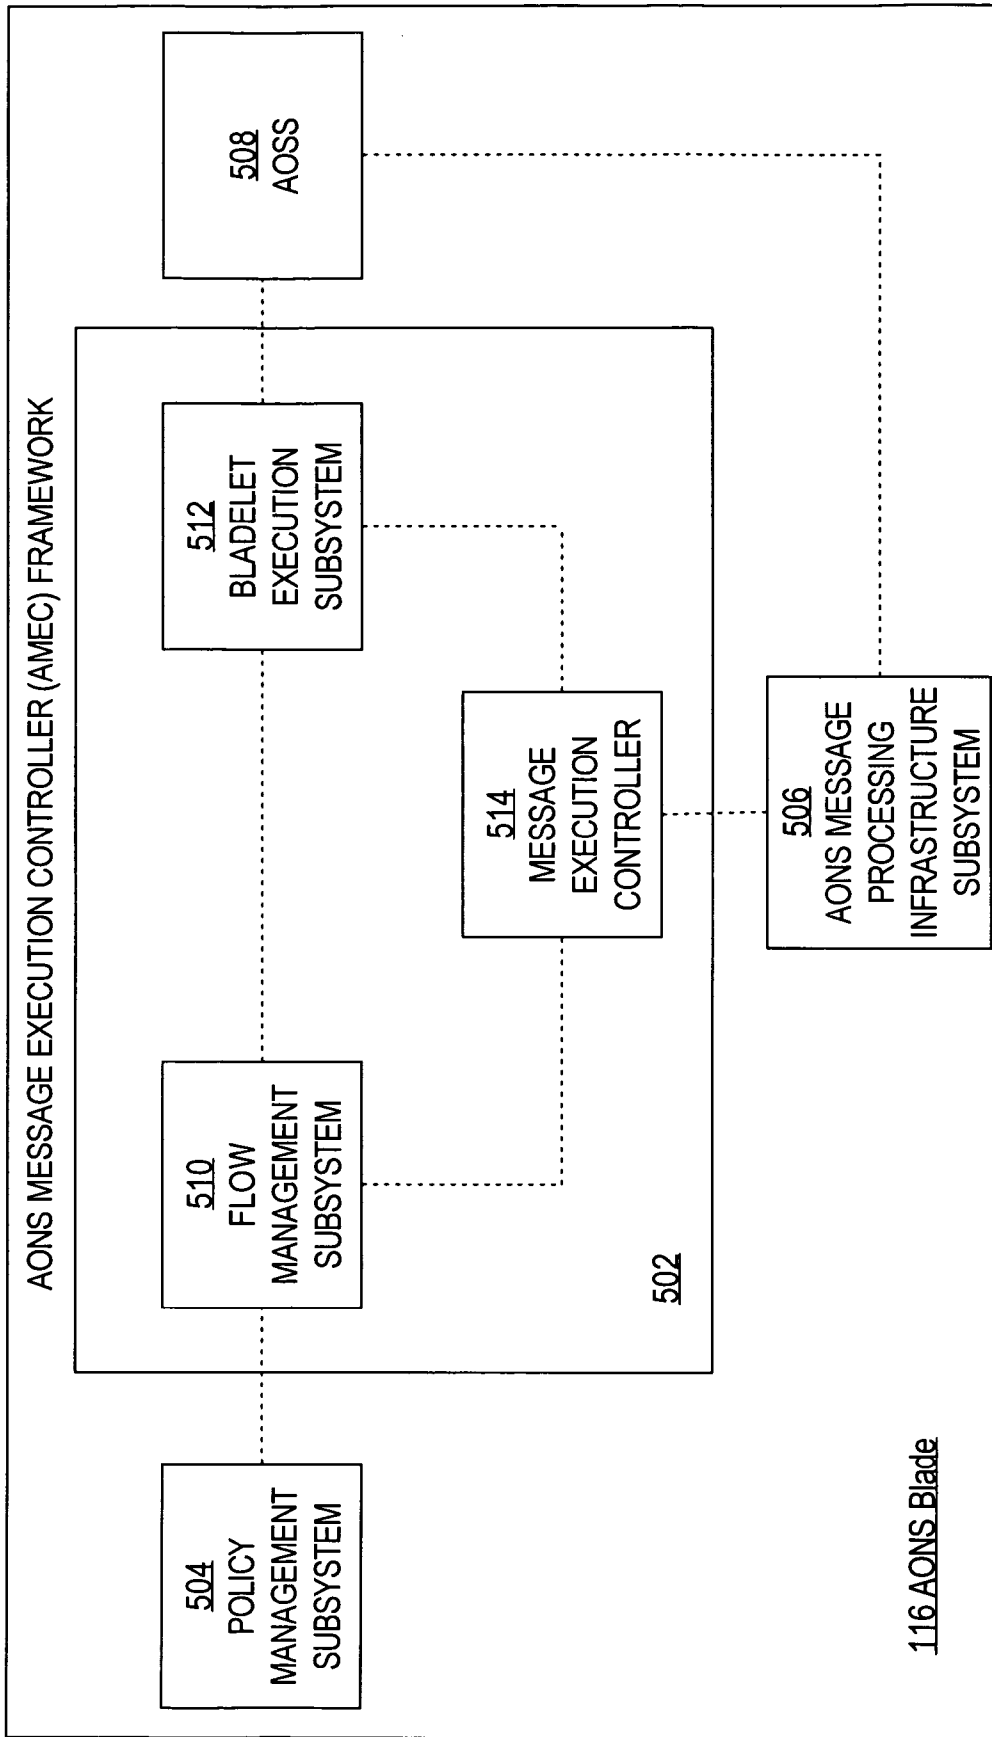 AONS MESSAGE EXECUTION CONTROLLER (AMEC) FRAMEWORK
504
POLICY
MANAGEMENT
SUBSYSTEM
510
FLOW
MANAGEMENT
SUBSYSTEM
512
BLADELET
EXECUTION
SUBSYSTEM
508
AOSS
514
MESSAGE
EXECUTION
CONTROLLER
502
506
AONS MESSAGE
PROCESSING
INFRASTRUCTURE
SUBSYSTEM
116 AONS Blade